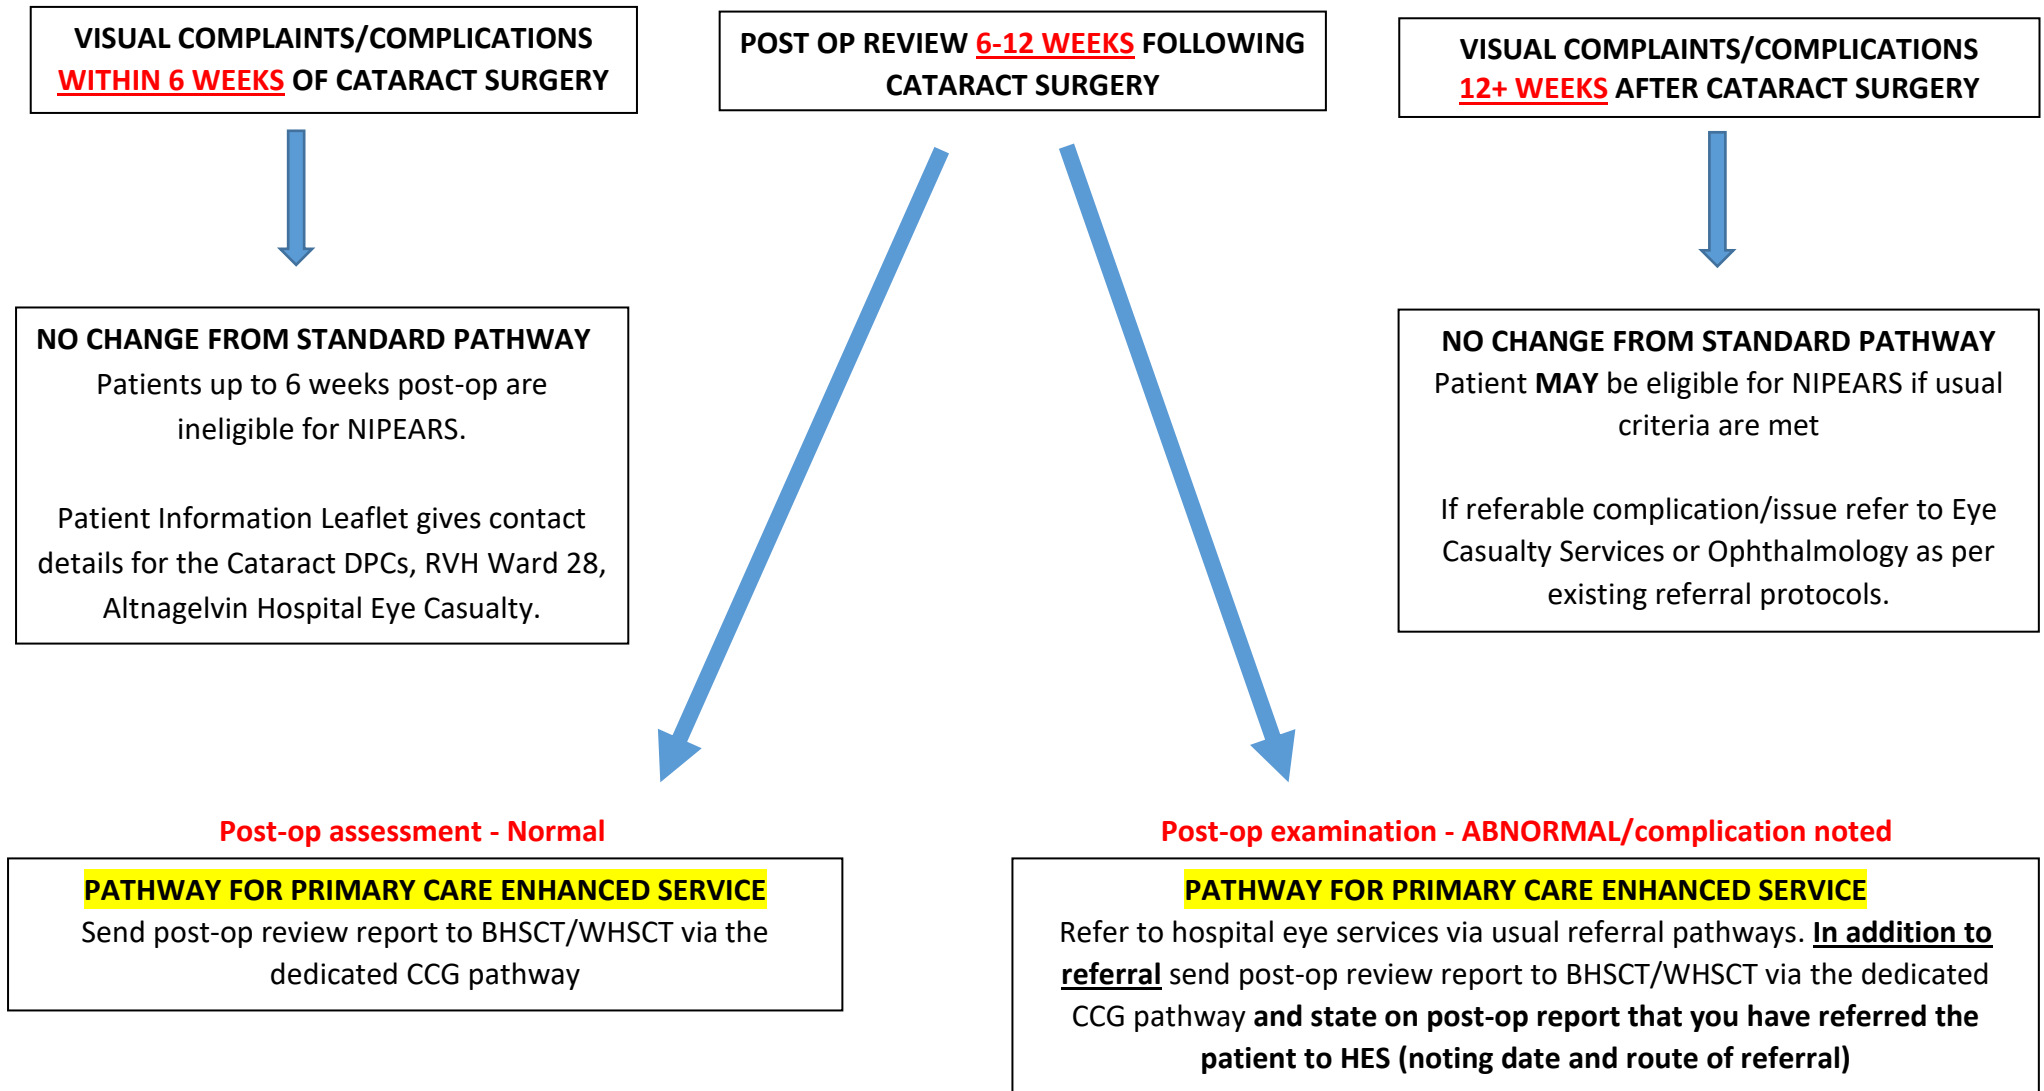 VISUAL COMPLAINTS/COMPLICATIONS
WITHIN 6 WEEKS OF CATARACT SURGERY
POST OP REVIEW 6-12 WEEKS FOLLOWING
CATARACT SURGERY
VISUAL COMPLAINTS/COMPLICATIONS
12+ WEEKS AFTER CATARACT SURGERY
NO CHANGE FROM STANDARD PATHWAY
Patients up to 6 weeks post-op are
ineligible for NIPEARS.
Patient Information Leaflet gives contact
details for the Cataract DPCs, RVH Ward 28,
Altnagelvin Hospital Eye Casualty.
NO CHANGE FROM STANDARD PATHWAY
Patient MAY be eligible for NIPEARS if usual
criteria are met
If referable complication/issue refer to Eye
Casualty Services or Ophthalmology as per
existing referral protocols.
Post-op assessment - Normal
PATHWAY FOR PRIMARY CARE ENHANCED SERVICE
Send post-op review report to BHSCT/WHSCT via the
dedicated CCG pathway
Post-op examination - ABNORMAL/complication noted
PATHWAY FOR PRIMARY CARE ENHANCED SERVICE
Refer to hospital eye services via usual referral pathways. In addition to
referral send post-op review report to BHSCT/WHSCT via the dedicated
CCG pathway and state on post-op report that you have referred the
patient to HES (noting date and route of referral)